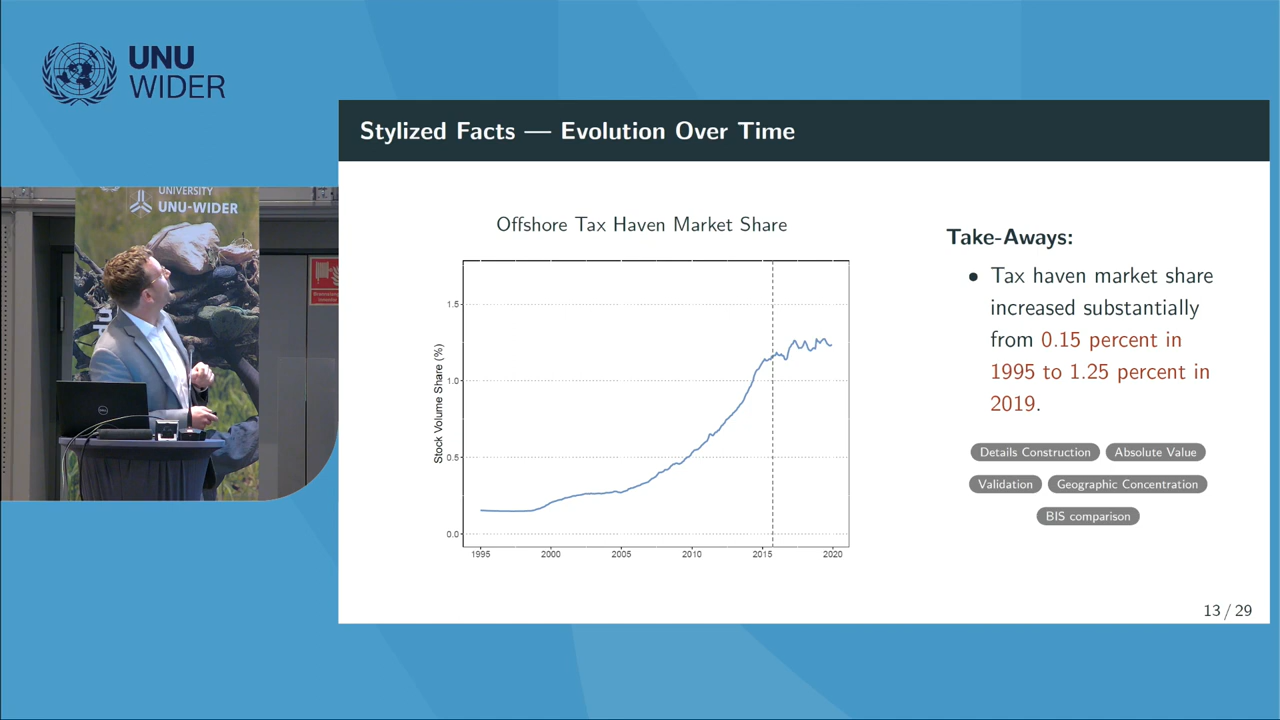 UNU
WIDER
UNIVERSITY
UNU-WIDER
Stylized Facts — Evolution Over Time
Offshore Tax Haven Market Share
Stock Volume Share (%)
1.5
1.0
0.5
0.0
1995 2000 2005 2010 2015 2020
Take-Aways:
• Tax haven market share
increased substantially
from 0.15 percent in
1995 to 1.25 percent in
2019.
Details Construction Absolute Value
Validation Geographic Concentration
BIS comparison
13 / 29